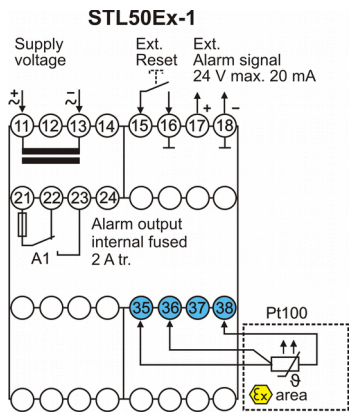 STL50Ex-1
Supply
voltage
Ext.
Reset
Ext.
Alarm signal
24 V max. 20 mA
+ − + −
11 12 13 14 15 16 17 18
21 22 23 24
A1
Alarm output
internal fused
2 A tr.
35 36 37 38
Pt100
ϑ
Ex area